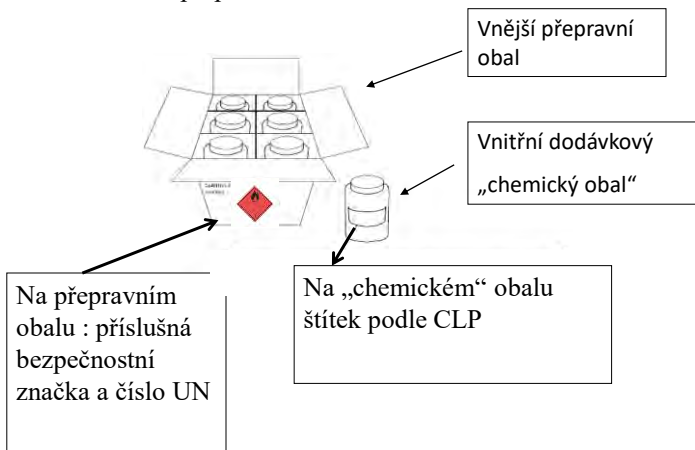 Vnější přepravní
obal
Vnitřní dodávkový
„chemický obal“
Na přepravním
obalu : příslušná
bezpečnostní
značka a číslo UN
Na „chemickém“ obalu
štítek podle CLP